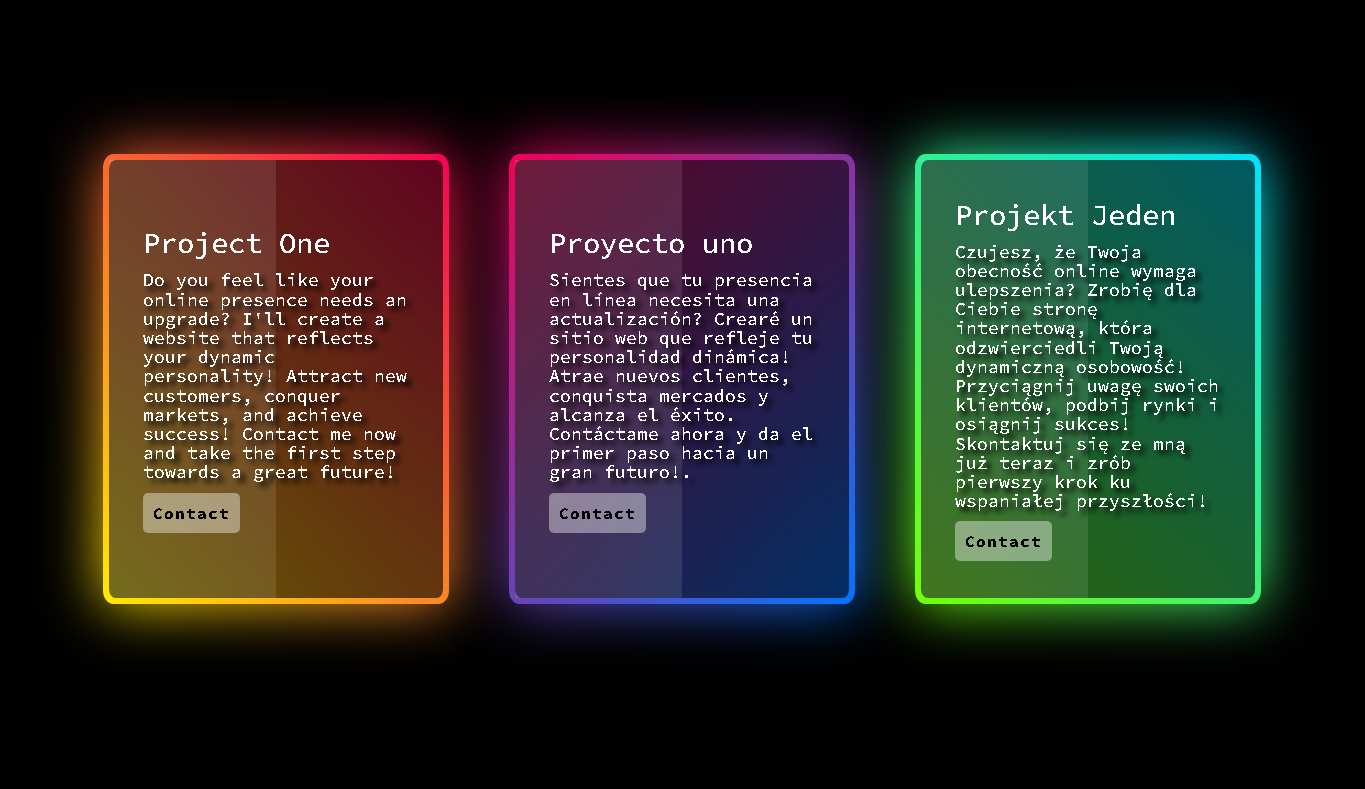 Project One
Do you feel like your
online presence needs an
upgrade? I'll create a
website that reflects
your dynamic
personality! Attract new
customers, conquer
markets, and achieve
success! Contact me now
and take the first step
towards a great future!
Contact
Proyecto uno
Sientes que tu presencia
en línea necesita una
actualización? Crearé un
sitio web que refleje tu
personalidad dinámica!
Atrae nuevos clientes,
conquista mercados y
alcanza el éxito.
Contáctame ahora y da el
primer paso hacia un
gran futuro!.
Contact
Projekt Jeden
Czujesz, że Twoja
obecność online wymaga
ulepszenia? Zrobię dla
Ciebie stronę
internetową, która
odzwierciedli Twoją
dynamiczną osobowość!
Przyciągnij uwagę swoich
klientów, podbij rynki i
osiągnij sukces!
Skontaktuj się ze mną
już teraz i zrób
pierwszy krok ku
wspaniałej przyszłości!
Contact